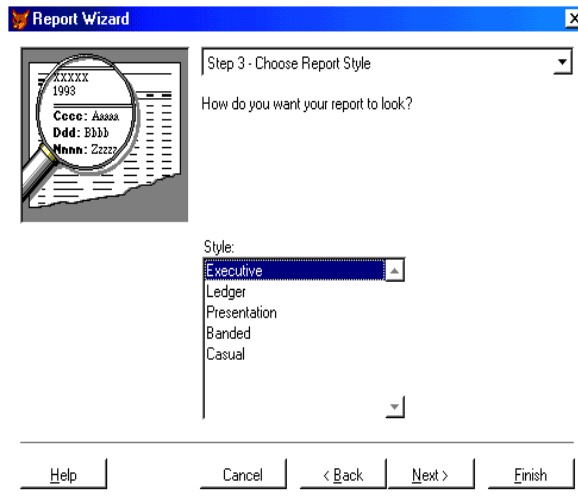 Report Wizard
XXXXX
1993
Cccc: Aaaaa
Ddd: Bbbb
Nnnn: Zzzzz
Step 3 - Choose Report Style
How do you want your report to look?
Style:
Executive
Ledger
Presentation
Banded
Casual
Help Cancel < Back Next > Finish